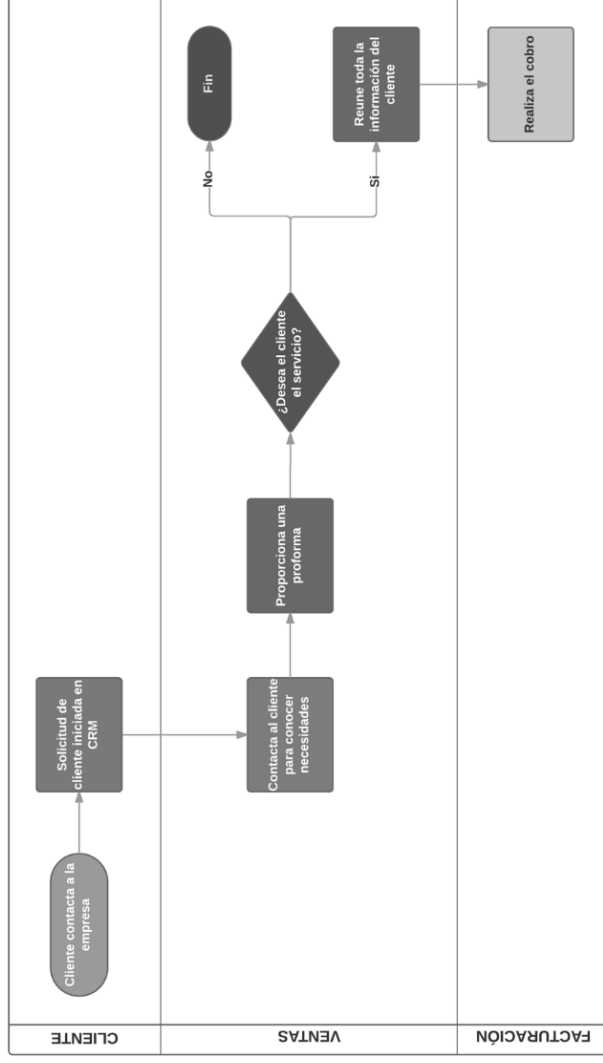 CLIENTE
Cliente contacta a la
empresa
Solicitud de
cliente iniciada en
CRM
VENTAS
Contacta al cliente
para conocer
necesidades
Proporciona una
proforma
¿Desea el cliente
el servicio?
No
Fin
Si
Reune toda la
información del
cliente
FACTURACIÓN
Realiza el cobro